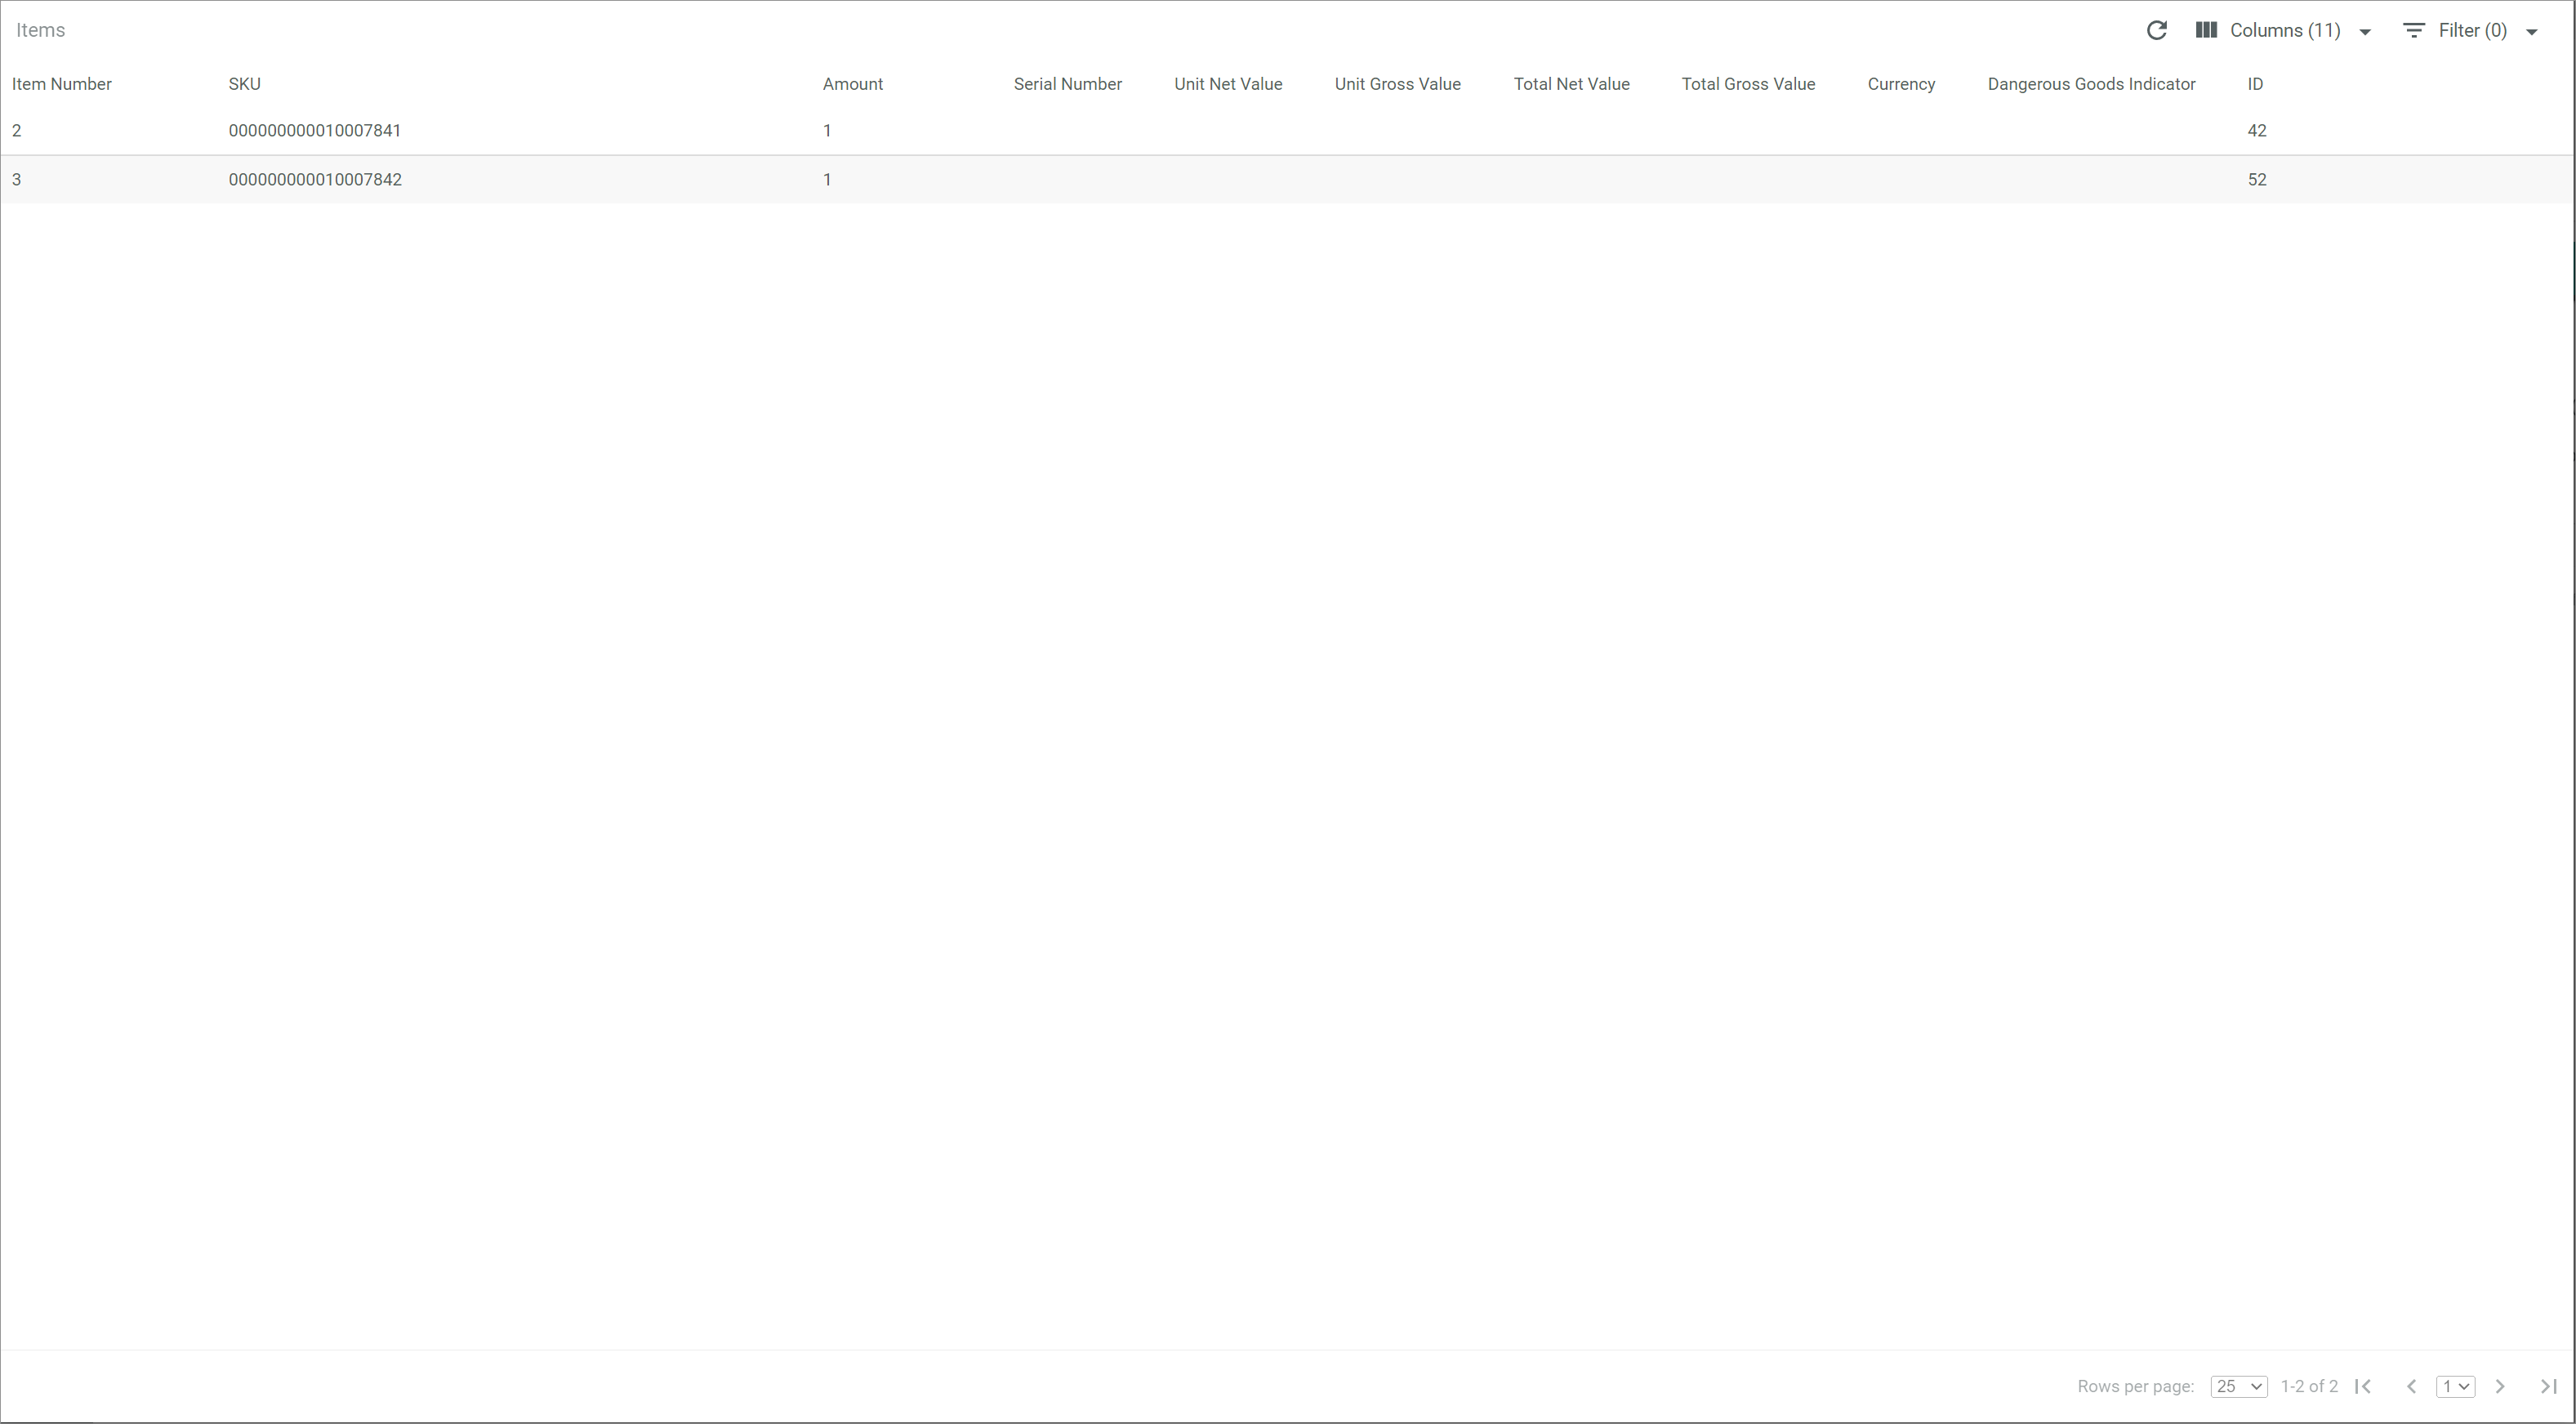 Items Columns (11) Filter (0)
Item Number SKU Amount Serial Number Unit Net Value Unit Gross Value Total Net Value Total Gross Value Currency Dangerous Goods Indicator ID
2 000000000010007841 1 42
3 000000000010007842 1 52
Rows per page: 25 1-2 of 2 1